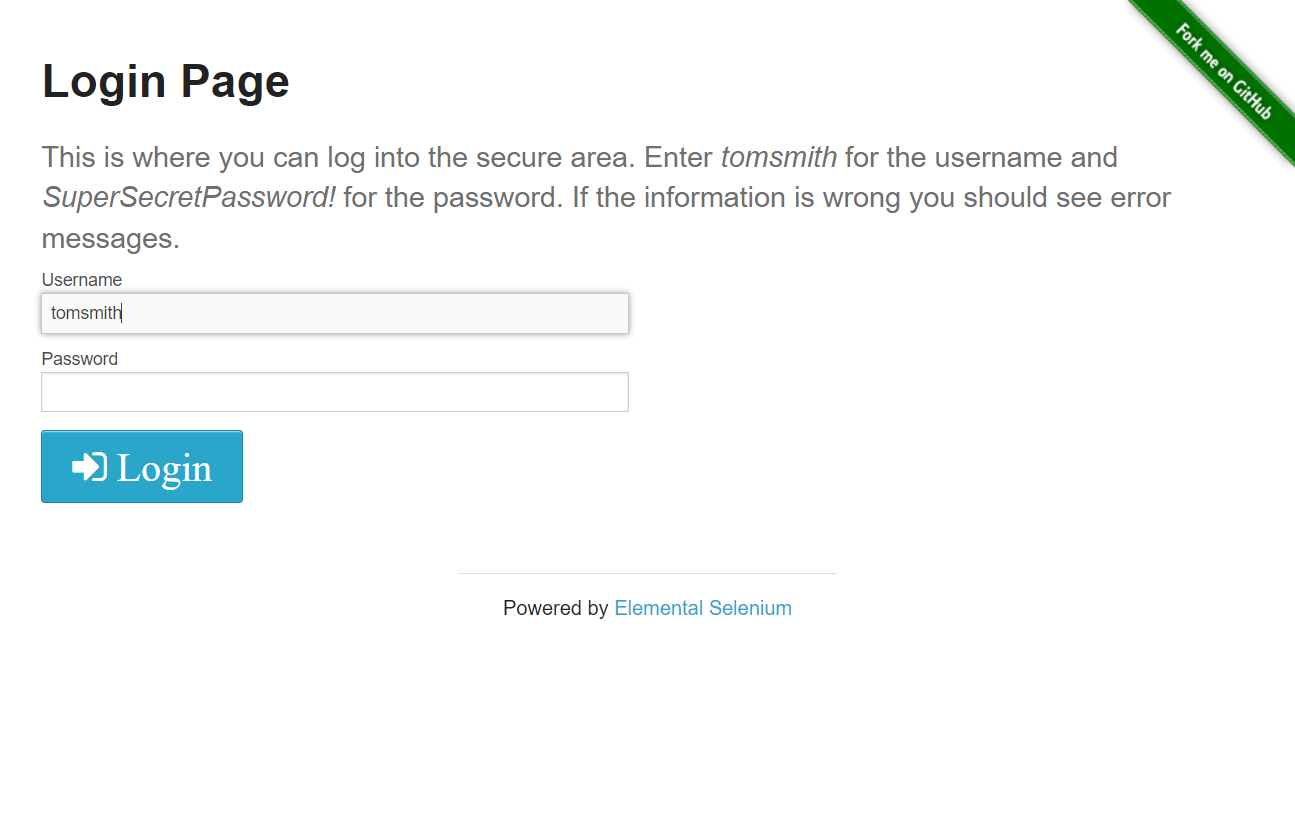 Fork me on GitHub
Login Page
This is where you can log into the secure area. Enter tomsmith for the username and
SuperSecretPassword! for the password. If the information is wrong you should see error
messages.
Username
tomsmith
Password
Login
Powered by Elemental Selenium